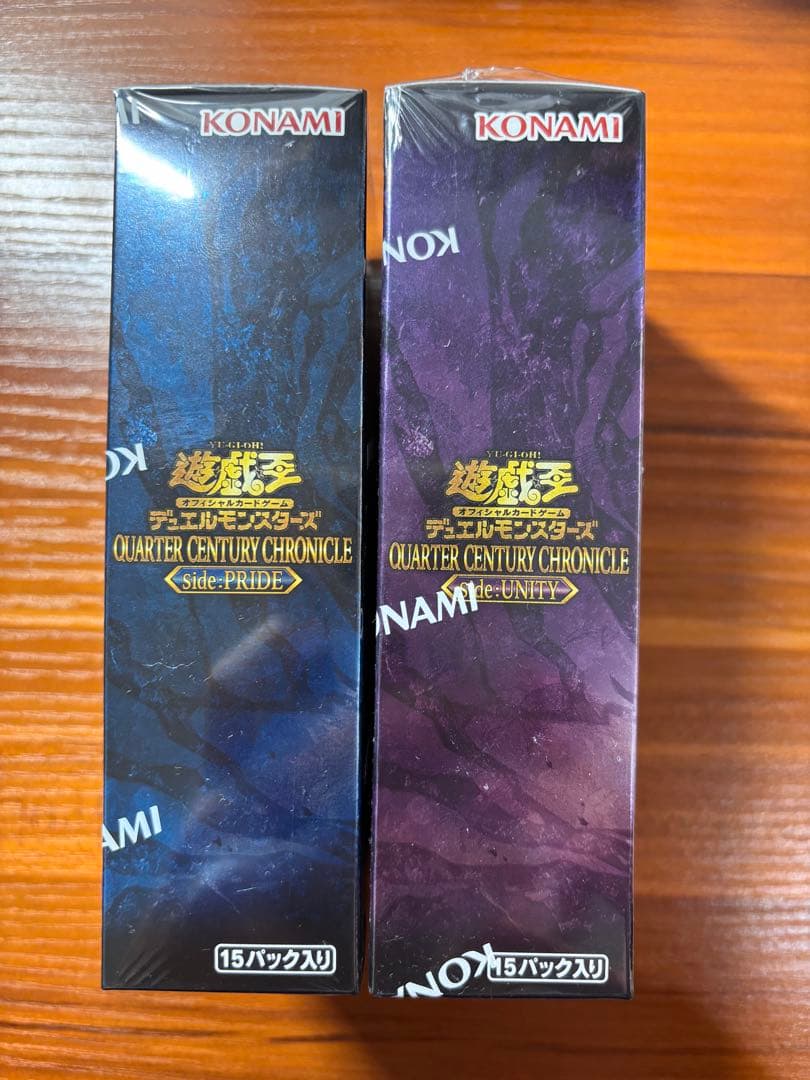 MI
KONAMI
KO
YU-GI-OH!
遊戯王
オフィシャルカードゲーム
デュエルモンスターズ
QUARTER CENTURY CHRONICLE
side:PRIDE
AMI
15パック入り
KONAMI
KON
YU-GI-OH!
遊戯王
オフィシャルカードゲーム
デュエルモンスターズ
QUARTER CENTURY CHRONICLE
side:UNITY
ONAMI
KON
15パック入り